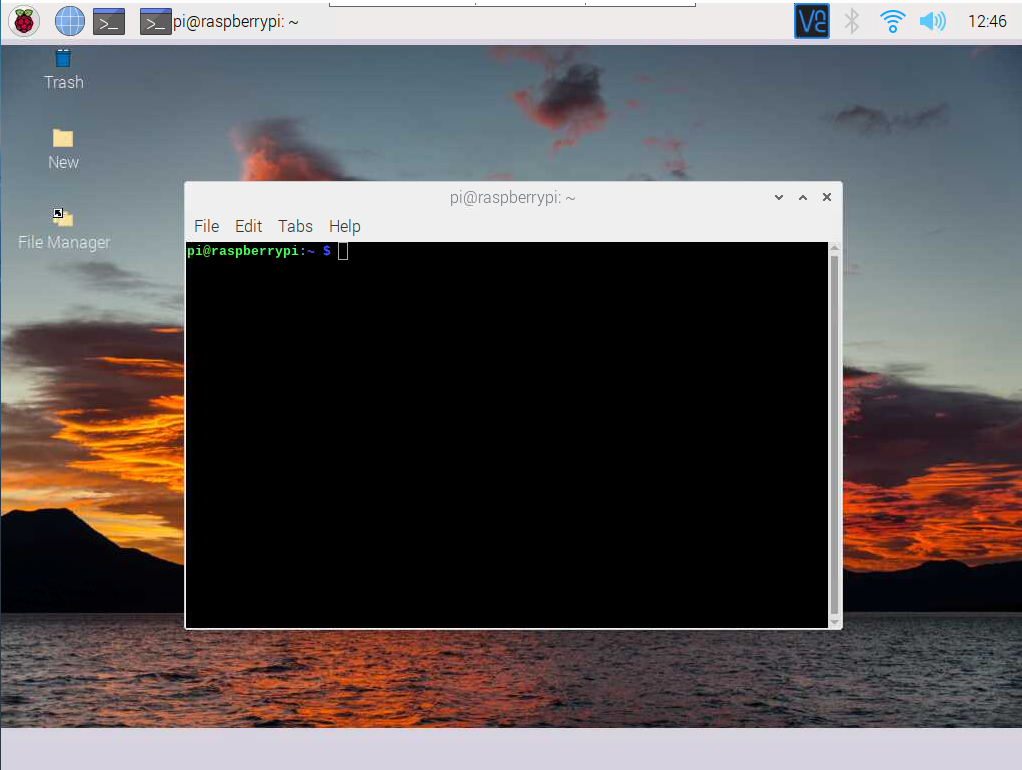 pi@raspberrypi: ~
12:46
Trash
New
File Manager
pi@raspberrypi: ~
File Edit Tabs Help
pi@raspberrypi:~ $